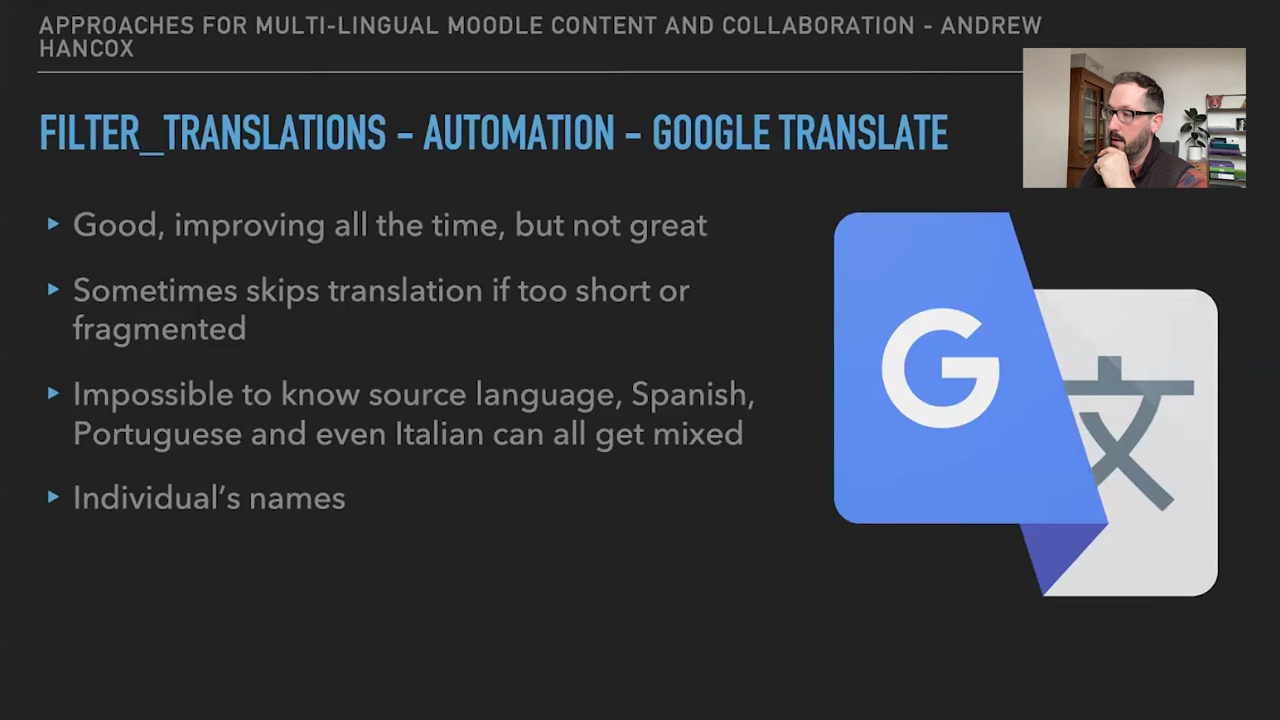 APPROACHES FOR MULTI-LINGUAL MOODLE CONTENT AND COLLABORATION - ANDREW
HANCOX
FILTER_TRANSLATIONS - AUTOMATION - GOOGLE TRANSLATE
Good, improving all the time, but not great
Sometimes skips translation if too short or
fragmented
Impossible to know source language, Spanish,
Portuguese and even Italian can all get mixed
Individual’s names
G
文